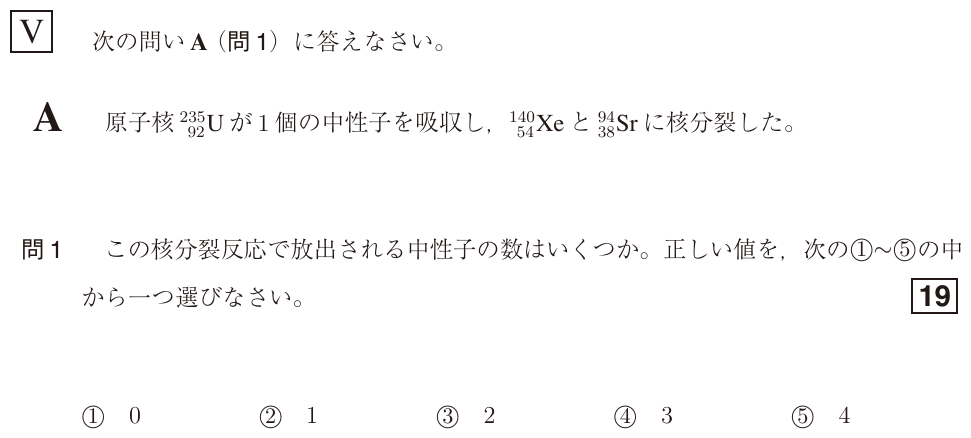 V 次の問いA（問1）に答えなさい。
A 原子核 ²³⁵₉₂U が1個の中性子を吸収し，¹⁴⁰₅₄Xe と ⁹⁴₃₈Sr に核分裂した。
問1 この核分裂反応で放出される中性子の数はいくつか。正しい値を，次の①~⑤の中
から一つ選びなさい。 19
① 0 ② 1 ③ 2 ④ 3 ⑤ 4